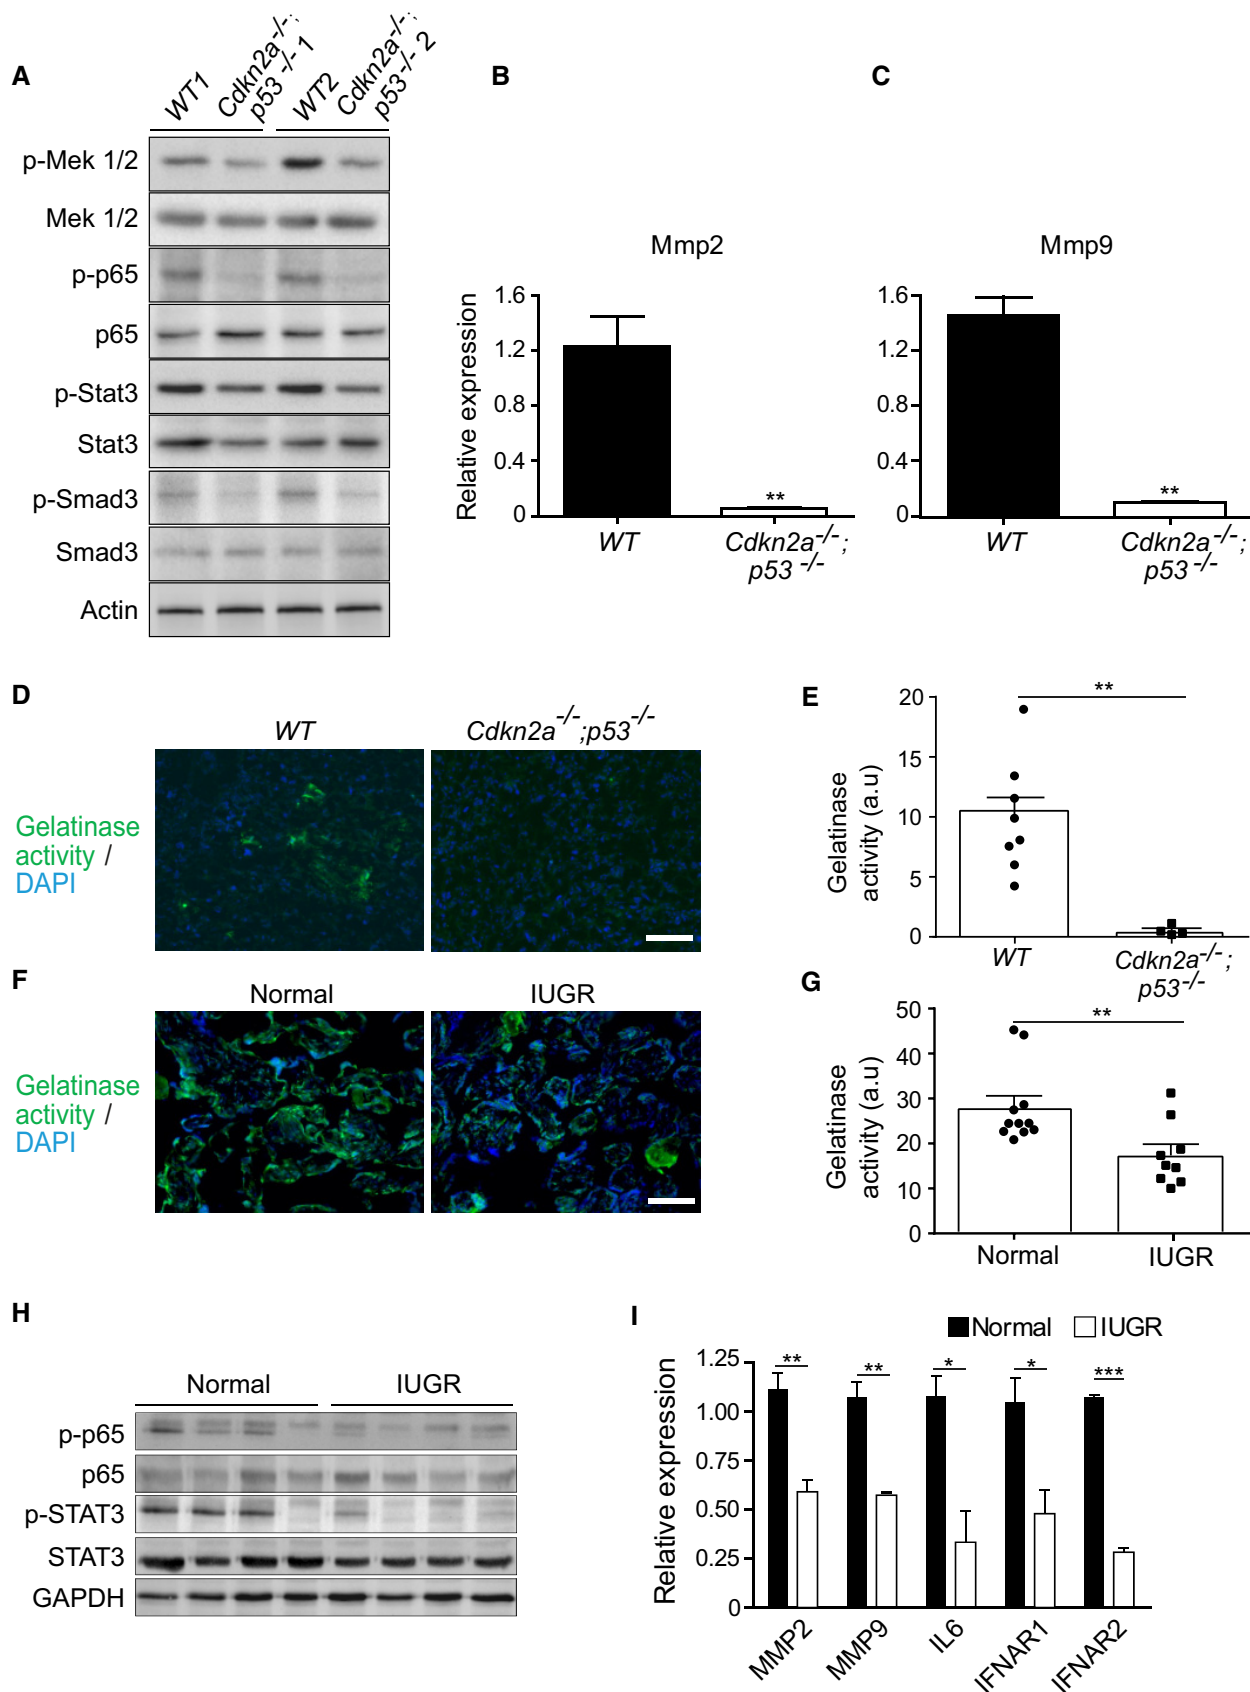 A
WT1
Cdkn2a-/-;
p53 -/- 1
WT2
Cdkn2a-/-;
p53-/- 2
p-Mek 1/2
Mek 1/2
p-p65
p65
p-Stat3
Stat3
p-Smad3
Smad3
Actin
B
Mmp2
Relative expression
1.6
1.2
0.8
0.4
0
**
WT
Cdkn2a-/-;
p53 -/-
C
Mmp9
1.6
1.2
0.8
0.4
0
**
WT
Cdkn2a-/-;
p53 -/-
D
WT
Cdkn2a-/-;p53-/-
Gelatinase
activity /
DAPI
E
Gelatinase
activity (a.u)
20
15
10
5
0
**
WT
Cdkn2a-/-;
p53-/-
F
Normal
IUGR
Gelatinase
activity /
DAPI
G
Gelatinase
activity (a.u)
50
40
30
20
10
0
**
Normal
IUGR
H
Normal
IUGR
p-p65
p65
p-STAT3
STAT3
GAPDH
I
Normal
IUGR
Relative expression
1.25
1.00
0.75
0.50
0.25
0
**
**
*
*
***
MMP2
MMP9
IL6
IFNAR1
IFNAR2